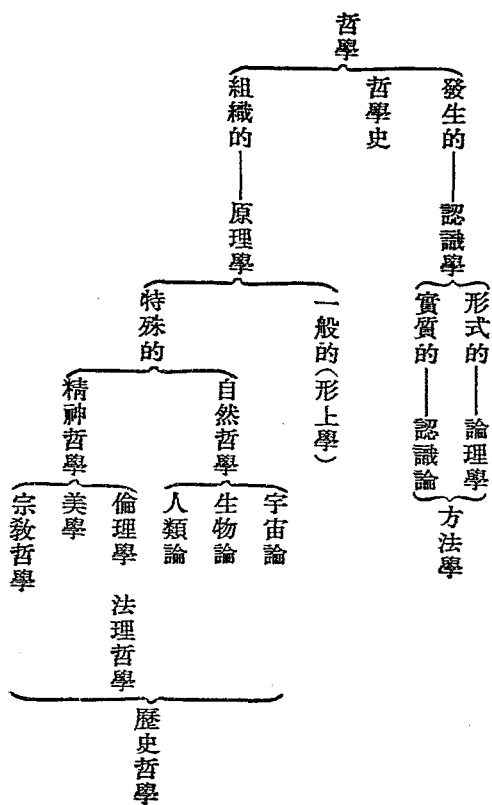 哲學
發生的
認識學
形式的
論理學
實質的
認識論
方法學
哲學史
組織的
原理學
一般的(形上學)
特殊的
自然哲學
宇宙論
生物論
人類論
精神哲學
倫理學
法理哲學
美學
宗教哲學
歷史哲學